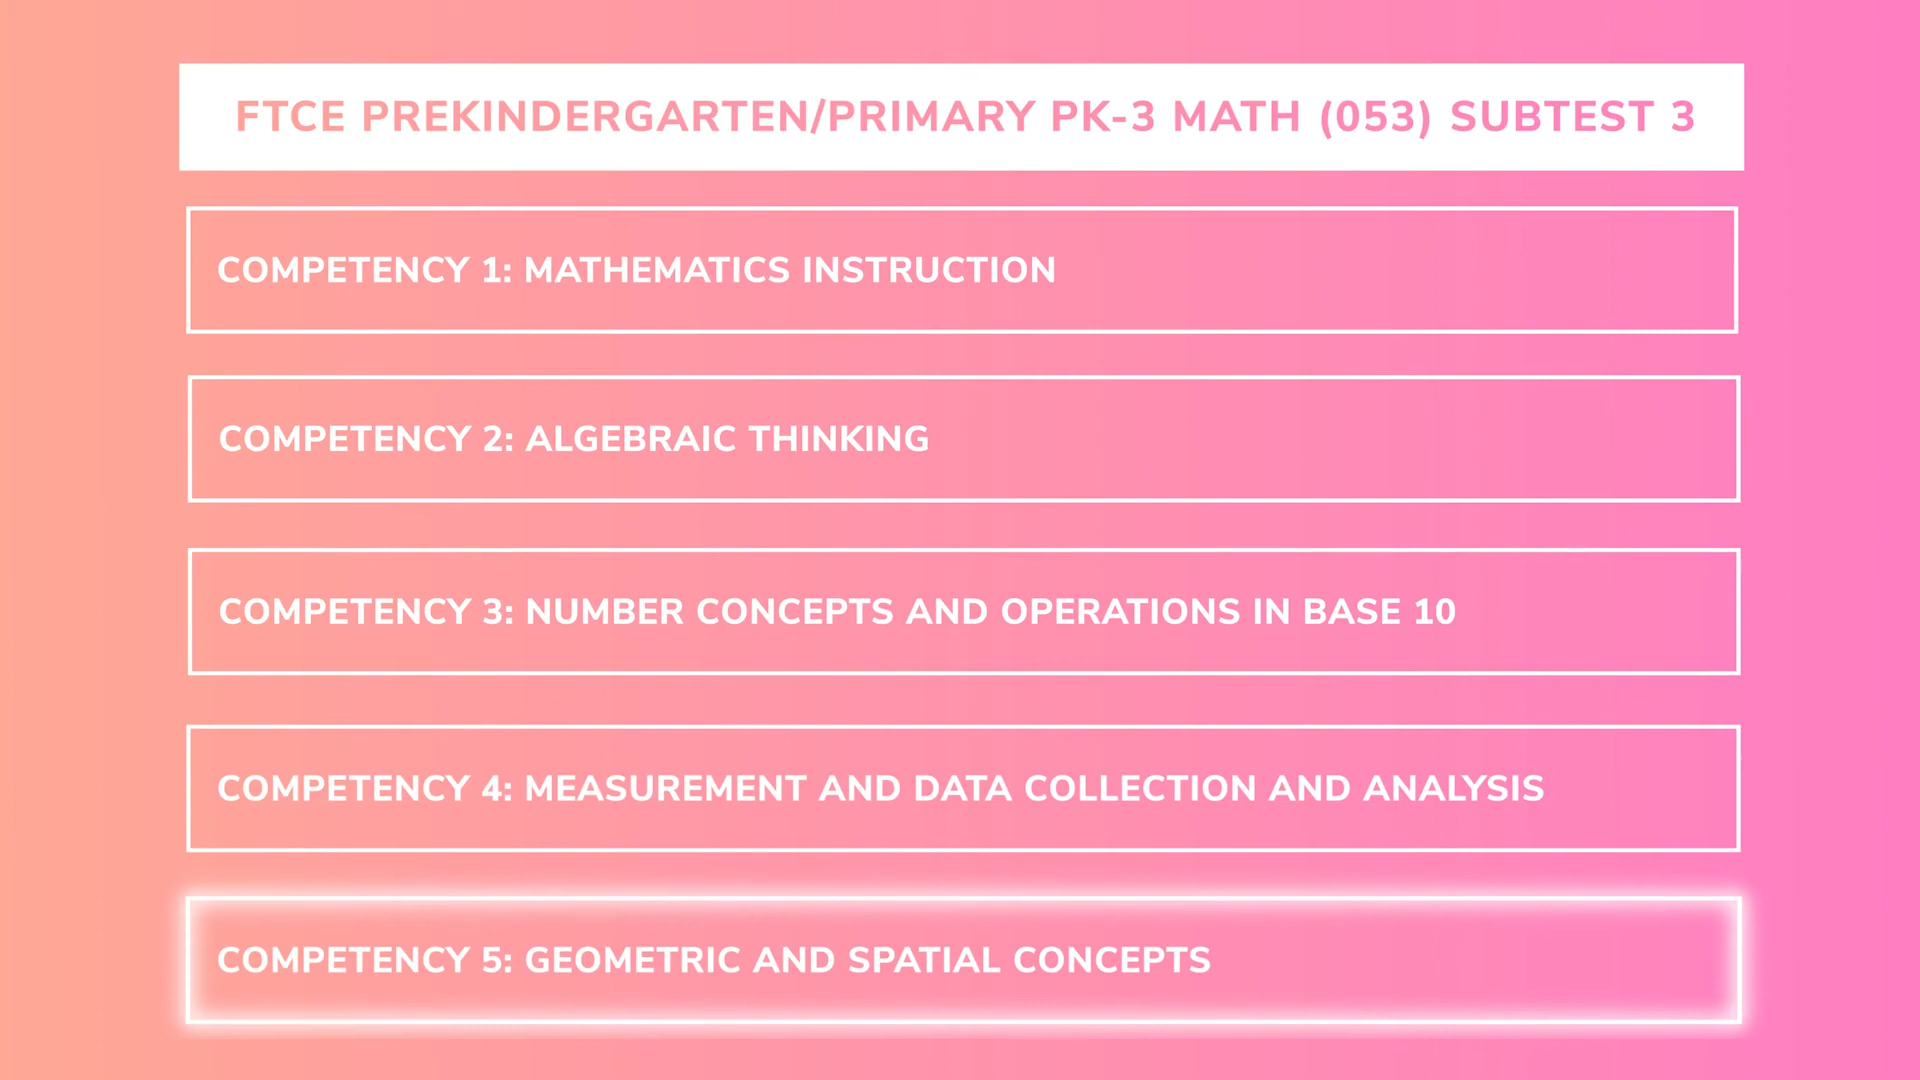 FTCE PREKINDERGARTEN/PRIMARY PK-3 MATH (053) SUBTEST 3
COMPETENCY 1: MATHEMATICS INSTRUCTION
COMPETENCY 2: ALGEBRAIC THINKING
COMPETENCY 3: NUMBER CONCEPTS AND OPERATIONS IN BASE 10
COMPETENCY 4: MEASUREMENT AND DATA COLLECTION AND ANALYSIS
COMPETENCY 5: GEOMETRIC AND SPATIAL CONCEPTS